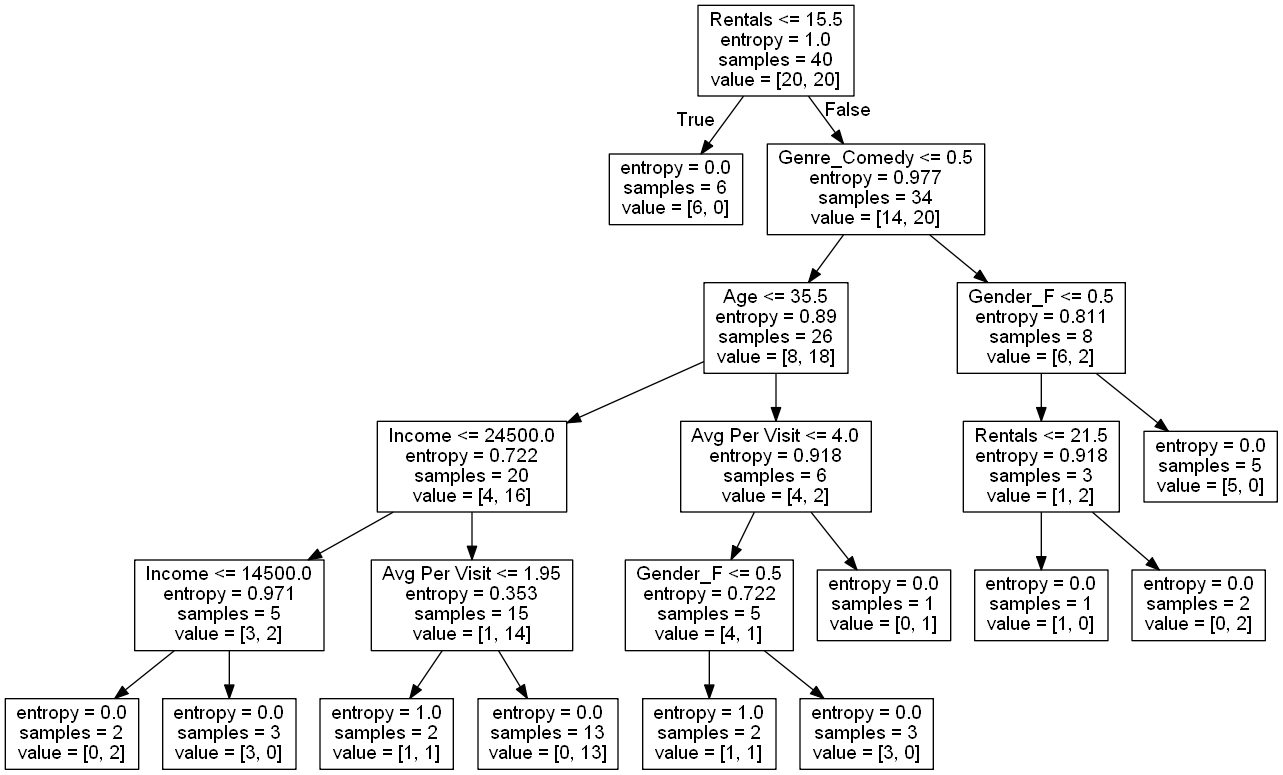 Rentals <= 15.5
entropy = 1.0
samples = 40
value = [20, 20]
True
False
entropy = 0.0
samples = 6
value = [6, 0]
Genre_Comedy <= 0.5
entropy = 0.977
samples = 34
value = [14, 20]
Age <= 35.5
entropy = 0.89
samples = 26
value = [8, 18]
Gender_F <= 0.5
entropy = 0.811
samples = 8
value = [6, 2]
Income <= 24500.0
entropy = 0.722
samples = 20
value = [4, 16]
Avg Per Visit <= 4.0
entropy = 0.918
samples = 6
value = [4, 2]
Rentals <= 21.5
entropy = 0.918
samples = 3
value = [1, 2]
entropy = 0.0
samples = 5
value = [5, 0]
Income <= 14500.0
entropy = 0.971
samples = 5
value = [3, 2]
Avg Per Visit <= 1.95
entropy = 0.353
samples = 15
value = [1, 14]
Gender_F <= 0.5
entropy = 0.722
samples = 5
value = [4, 1]
entropy = 0.0
samples = 1
value = [0, 1]
entropy = 0.0
samples = 1
value = [1, 0]
entropy = 0.0
samples = 2
value = [0, 2]
entropy = 0.0
samples = 2
value = [0, 2]
entropy = 0.0
samples = 3
value = [3, 0]
entropy = 1.0
samples = 2
value = [1, 1]
entropy = 0.0
samples = 13
value = [0, 13]
entropy = 1.0
samples = 2
value = [1, 1]
entropy = 0.0
samples = 3
value = [3, 0]